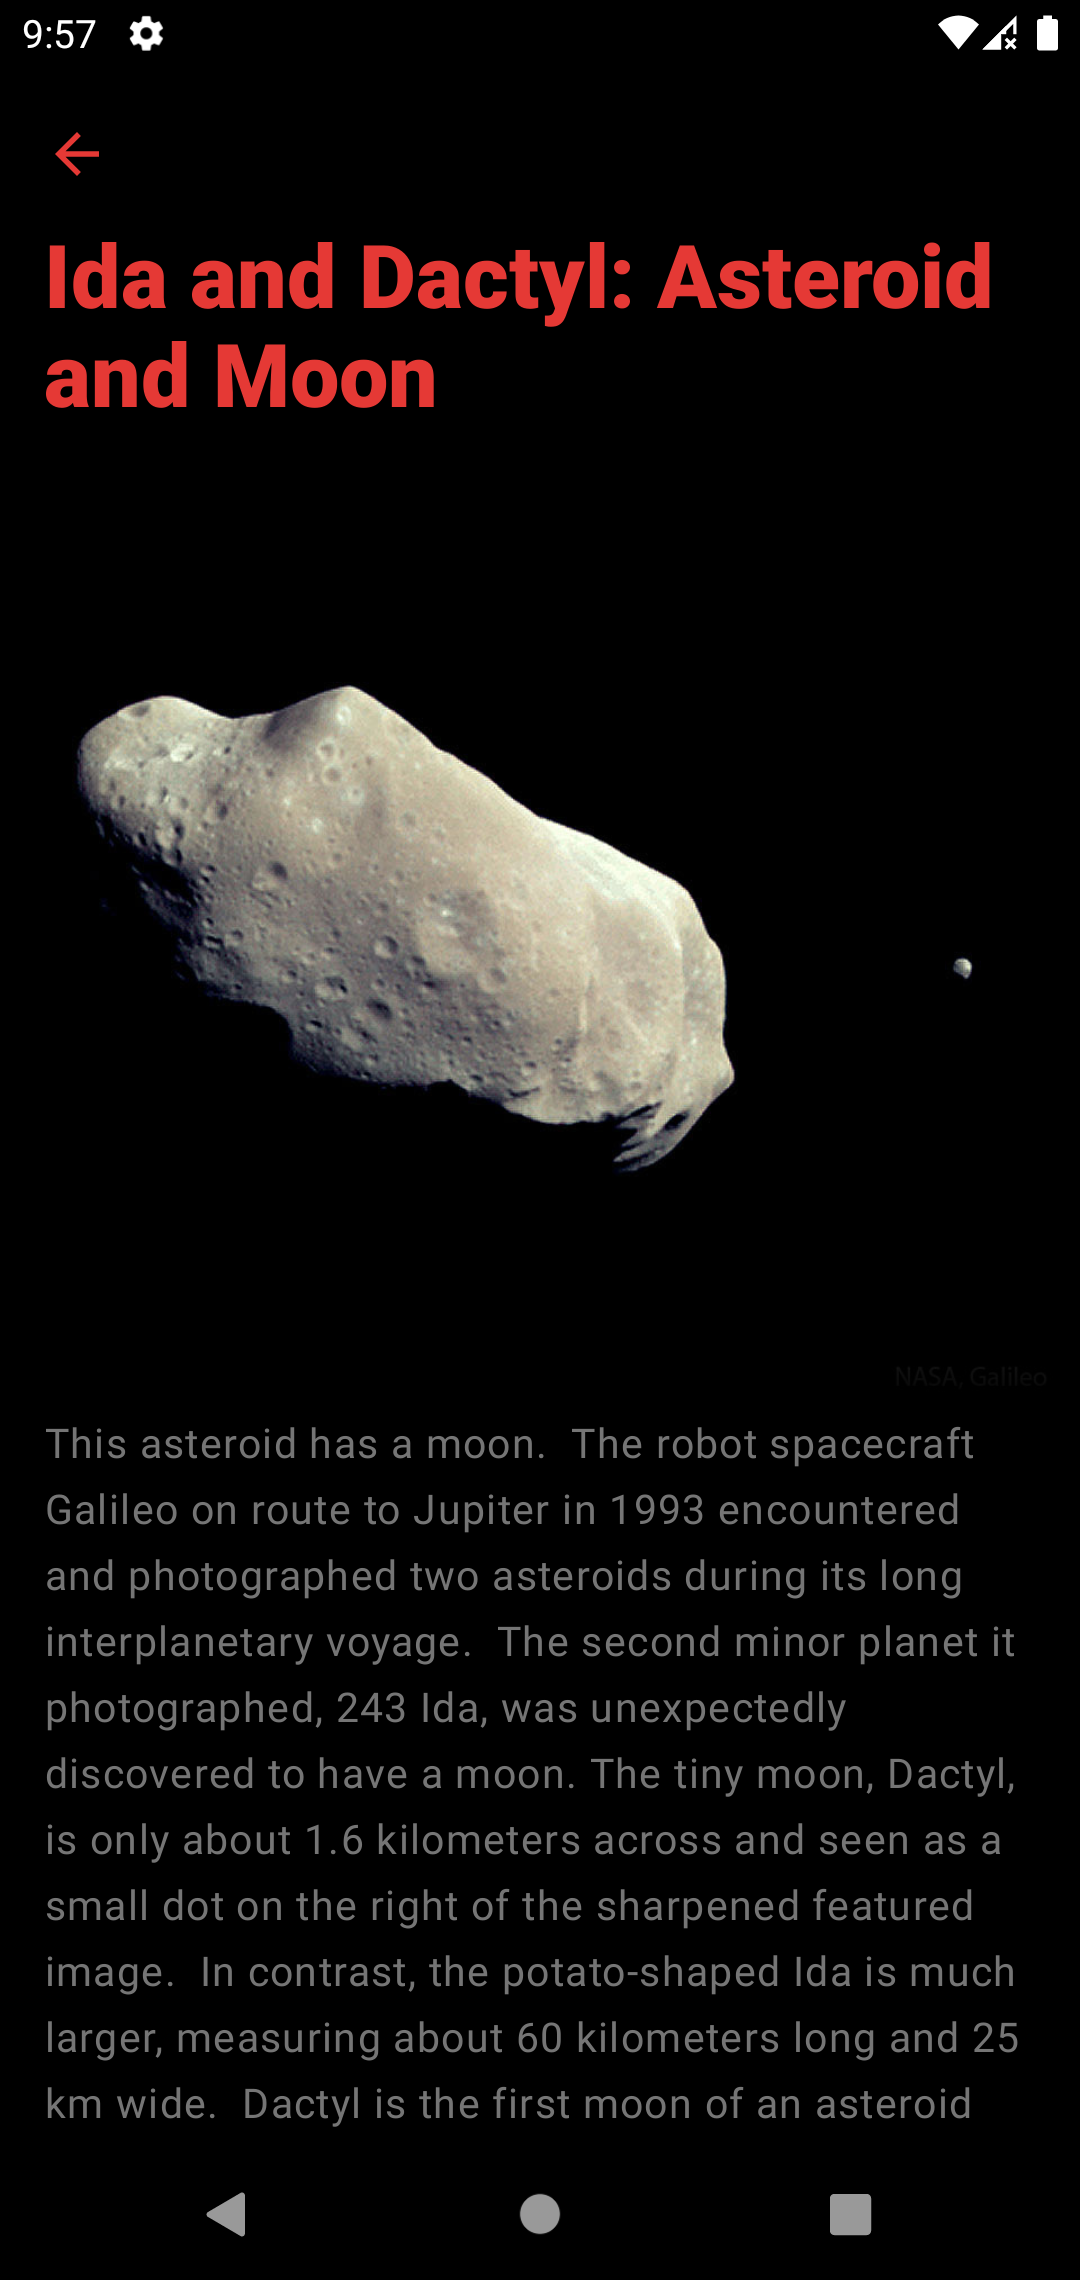 9:57
Ida and Dactyl: Asteroid
and Moon
NASA, Galileo
This asteroid has a moon.  The robot spacecraft
Galileo on route to Jupiter in 1993 encountered
and photographed two asteroids during its long
interplanetary voyage.  The second minor planet it
photographed, 243 Ida, was unexpectedly
discovered to have a moon. The tiny moon, Dactyl,
is only about 1.6 kilometers across and seen as a
small dot on the right of the sharpened featured
image.  In contrast, the potato-shaped Ida is much
larger, measuring about 60 kilometers long and 25
km wide.  Dactyl is the first moon of an asteroid